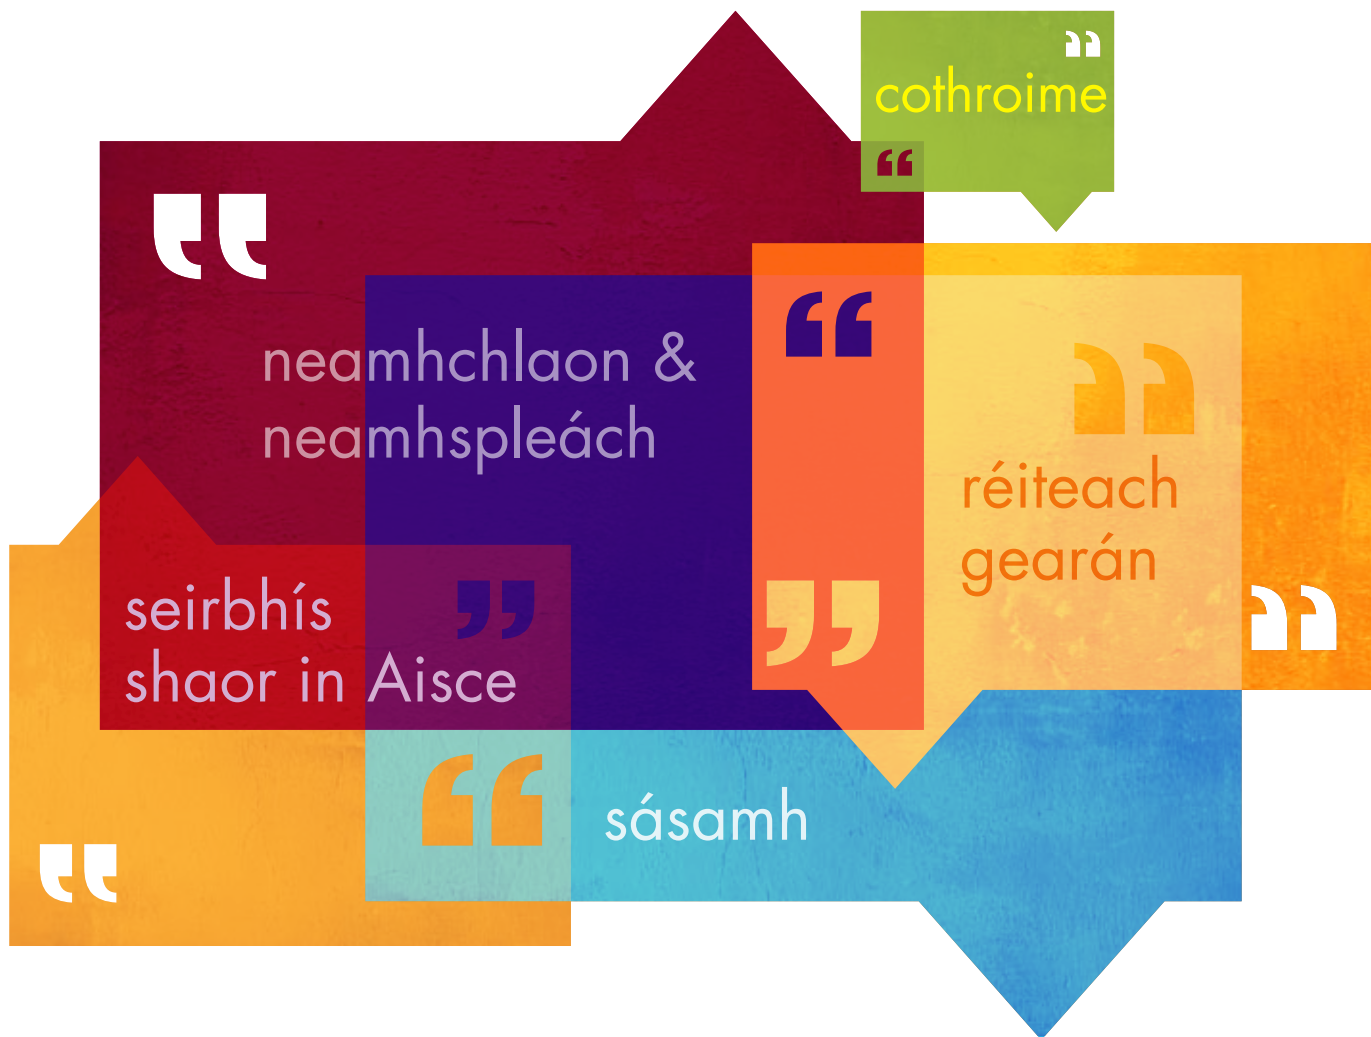 cothroime
neamhchlaon &
neamhspleách
réiteach
gearán
seirbhís
shaor in Aisce
sásamh